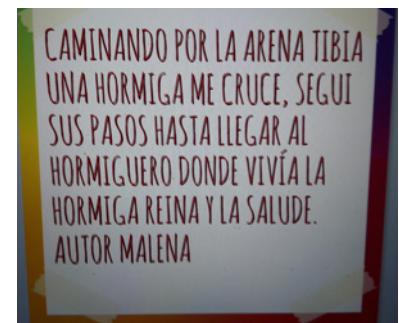 CAMINANDO POR LA ARENA TIBIA
UNA HORMIGA ME CRUCE, SEGUI
SUS PASOS HASTA LLEGAR AL
HORMIGUERO DONDE VIVÍA LA
HORMIGA REINA Y LA SALUDE.
AUTOR MALENA